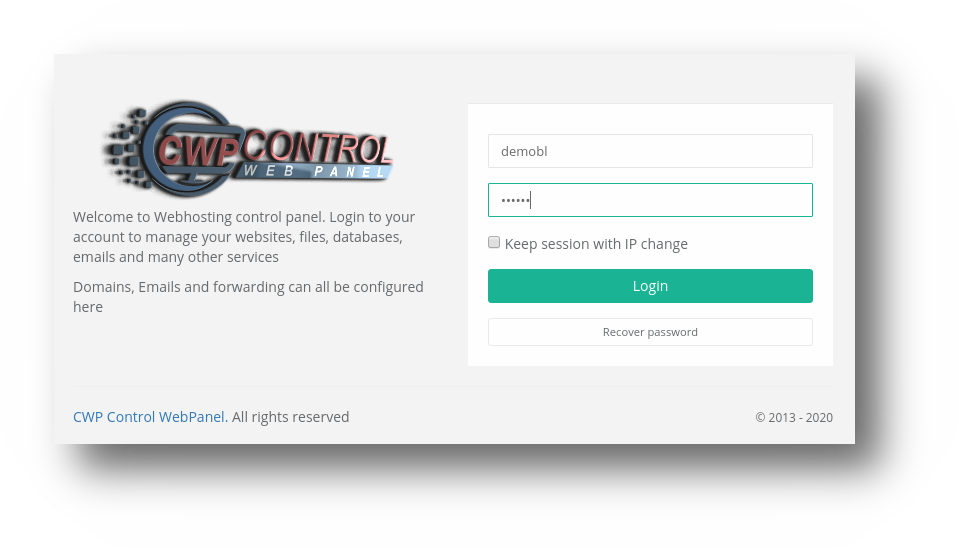 CWP CONTROL
WEB PANEL
Welcome to Webhosting control panel. Login to your
account to manage your websites, files, databases,
emails and many other services
Domains, Emails and forwarding can all be configured
here
demobl
••••••
Keep session with IP change
Login
Recover password
CWP Control WebPanel. All rights reserved
© 2013 - 2020